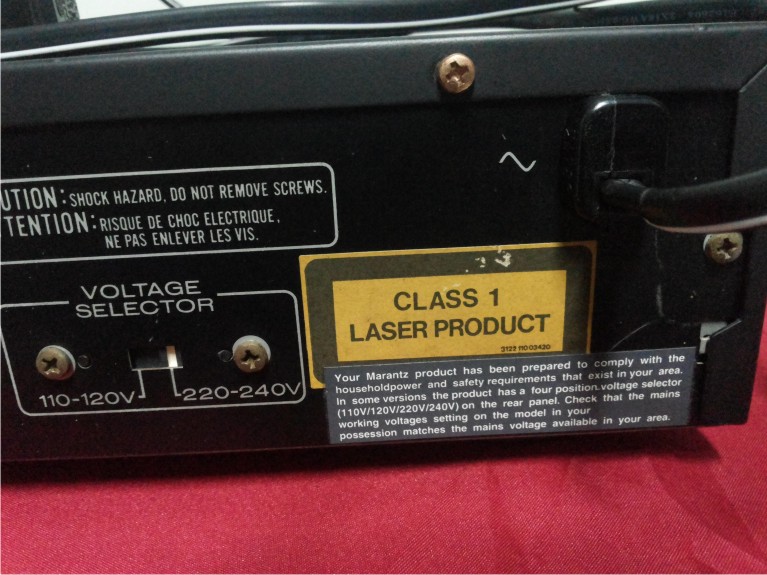 UTION: SHOCK HAZARD, DO NOT REMOVE SCREWS.
TENTION: RISQUE DE CHOC ELECTRIQUE,
NE PAS ENLEVER LES VIS.
VOLTAGE
SELECTOR
110-120V
220-240V
CLASS 1
LASER PRODUCT
3122 110 03420
Your Marantz product has been prepared to comply with the
householdpower and safety requirements that exist in your area.
In some versions the product has a four position.voltage selector
(110V/120V/220V/240V) on the rear panel. Check that the mains
working voltages setting on the model in your
possession matches the mains voltage available in your area.